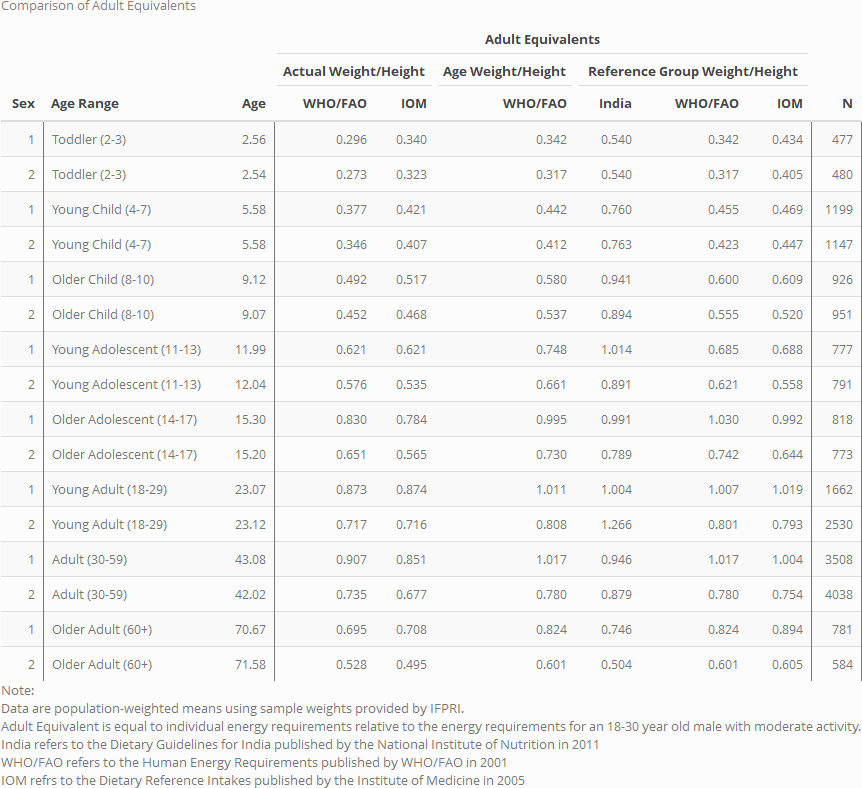 Comparison of Adult Equivalents
Adult Equivalents
Actual Weight/Height Age Weight/Height Reference Group Weight/Height
Sex Age Range Age WHO/FAO IOM WHO/FAO India WHO/FAO IOM N
1 Toddler (2-3) 2.56 0.296 0.340 0.342 0.540 0.342 0.434 477
2 Toddler (2-3) 2.54 0.273 0.323 0.317 0.540 0.317 0.405 480
1 Young Child (4-7) 5.58 0.377 0.421 0.442 0.760 0.455 0.469 1199
2 Young Child (4-7) 5.58 0.346 0.407 0.412 0.763 0.423 0.447 1147
1 Older Child (8-10) 9.12 0.492 0.517 0.580 0.941 0.600 0.609 926
2 Older Child (8-10) 9.07 0.452 0.468 0.537 0.894 0.555 0.520 951
1 Young Adolescent (11-13) 11.99 0.621 0.621 0.748 1.014 0.685 0.688 777
2 Young Adolescent (11-13) 12.04 0.576 0.535 0.661 0.891 0.621 0.558 791
1 Older Adolescent (14-17) 15.30 0.830 0.784 0.995 0.991 1.030 0.992 818
2 Older Adolescent (14-17) 15.20 0.651 0.565 0.730 0.789 0.742 0.644 773
1 Young Adult (18-29) 23.07 0.873 0.874 1.011 1.004 1.007 1.019 1662
2 Young Adult (18-29) 23.12 0.717 0.716 0.808 1.266 0.801 0.793 2530
1 Adult (30-59) 43.08 0.907 0.851 1.017 0.946 1.017 1.004 3508
2 Adult (30-59) 42.02 0.735 0.677 0.780 0.879 0.780 0.754 4038
1 Older Adult (60+) 70.67 0.695 0.708 0.824 0.746 0.824 0.894 781
2 Older Adult (60+) 71.58 0.528 0.495 0.601 0.504 0.601 0.605 584
Note:
Data are population-weighted means using sample weights provided by IFPRI.
Adult Equivalent is equal to individual energy requirements relative to the energy requirements for an 18-30 year old male with moderate activity.
India refers to the Dietary Guidelines for India published by the National Institute of Nutrition in 2011
WHO/FAO refers to the Human Energy Requirements published by WHO/FAO in 2001
IOM refrs to the Dietary Reference Intakes published by the Institute of Medicine in 2005